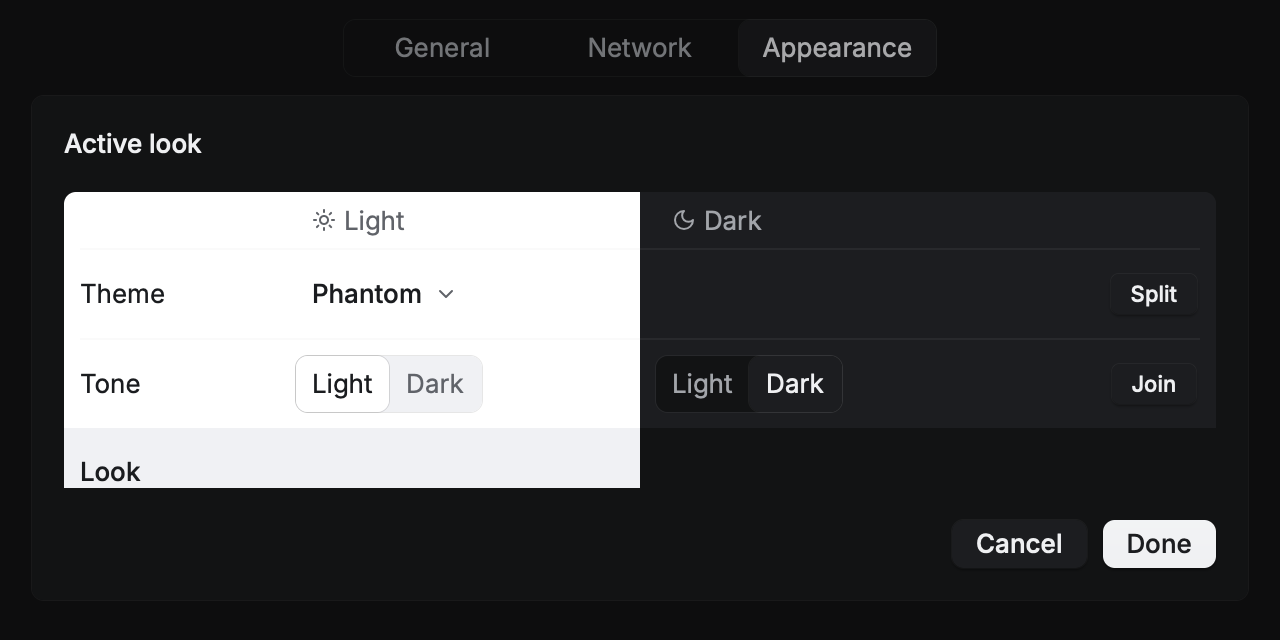 General Network Appearance
Active look
Light Dark
Theme Phantom Split
Tone Light Dark Light Dark Join
Look
Cancel Done